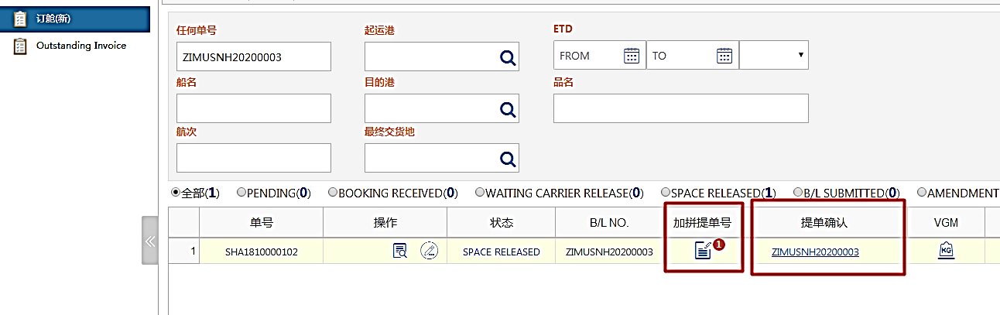 订舱(新)
Outstanding Invoice
任何单号
起运港
ETD
ZIMUSNH20200003
FROM
TO
船名
目的港
品名
航次
最终交货地
全部(1) PENDING(0) BOOKING RECEIVED(0) WAITING CARRIER RELEASE(0) SPACE RELEASED(1) B/L SUBMITTED(0) AMENDMENT
单号 操作 状态 B/L NO. 加拼提单号 提单确认 VGM
1 SHA1810000102 SPACE RELEASED ZIMUSNH20200003 1 ZIMUSNH20200003 KG